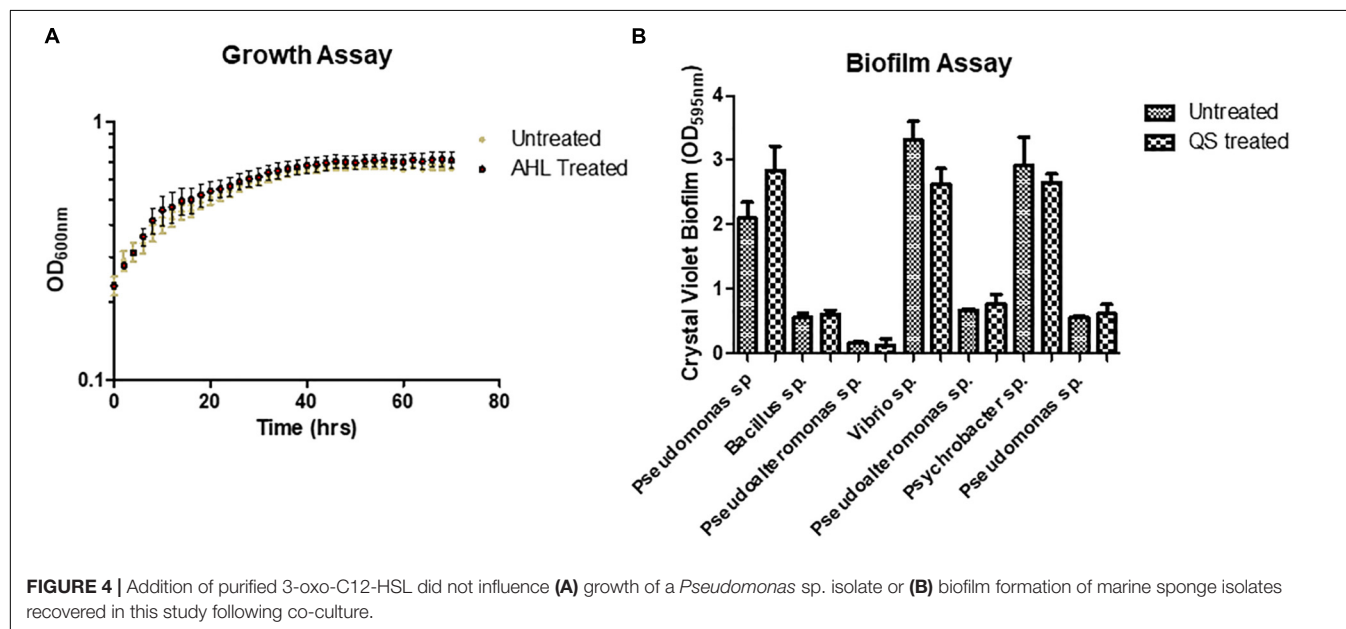 A
Growth Assay
1
0.1
OD600nm
0
20
40
60
80
Time (hrs)
Untreated
AHL Treated
B
Biofilm Assay
4
3
2
1
0
Crystal Violet Biofilm (OD595nm)
Untreated
QS treated
Pseudomonas sp
Bacillus sp.
Pseudoalteromonas sp.
Vibrio sp.
Pseudoalteromonas sp.
Psychrobacter sp.
Pseudomonas sp.
FIGURE 4 | Addition of purified 3-oxo-C12-HSL did not influence (A) growth of a Pseudomonas sp. isolate or (B) biofilm formation of marine sponge isolates
recovered in this study following co-culture.